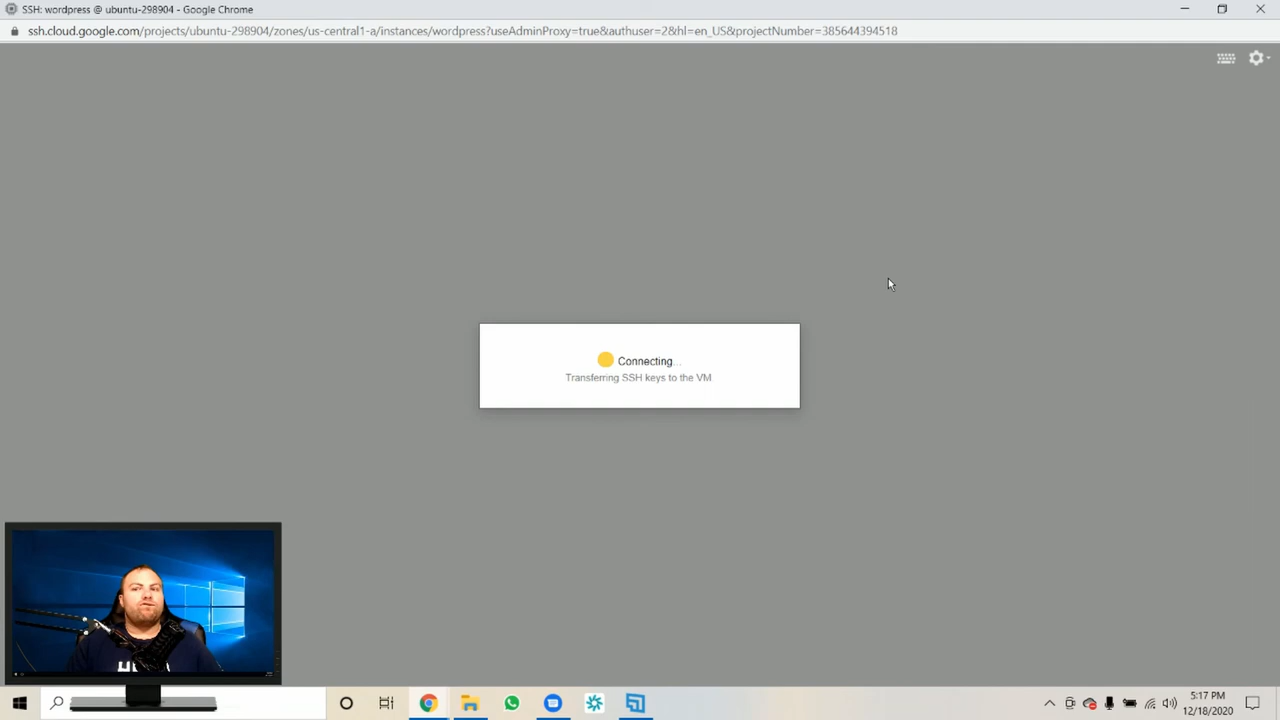 SSH: wordpress @ ubuntu-298904 - Google Chrome
ssh.cloud.google.com/projects/ubuntu-298904/zones/us-central1-a/instances/wordpress?useAdminProxy=true&authuser=2&hl=en_US&projectNumber=385644394518
Connecting...
Transferring SSH keys to the VM
5:17 PM
12/18/2020